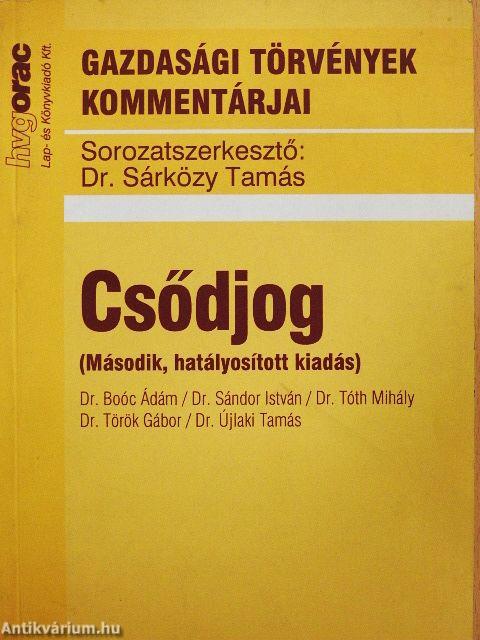 hvgorac
Lap- és Könyvkiadó Kft.
GAZDASÁGI TÖRVÉNYEK
KOMMENTÁRJAI
Sorozatszerkesztő:
Dr. Sárközy Tamás
Csődjog
(Második, hatályosított kiadás)
Dr. Boóc Ádám / Dr. Sándor István / Dr. Tóth Mihály
Dr. Török Gábor / Dr. Újlaki Tamás
Antikvárium.hu